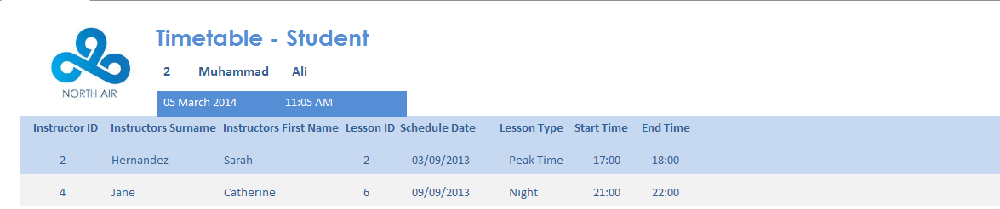 Timetable - Student
2 Muhammad Ali
NORTH AIR
05 March 2014 11:05 AM
Instructor ID Instructors Surname Instructors First Name Lesson ID Schedule Date Lesson Type Start Time End Time
2 Hernandez Sarah 2 03/09/2013 Peak Time 17:00 18:00
4 Jane Catherine 6 09/09/2013 Night 21:00 22:00